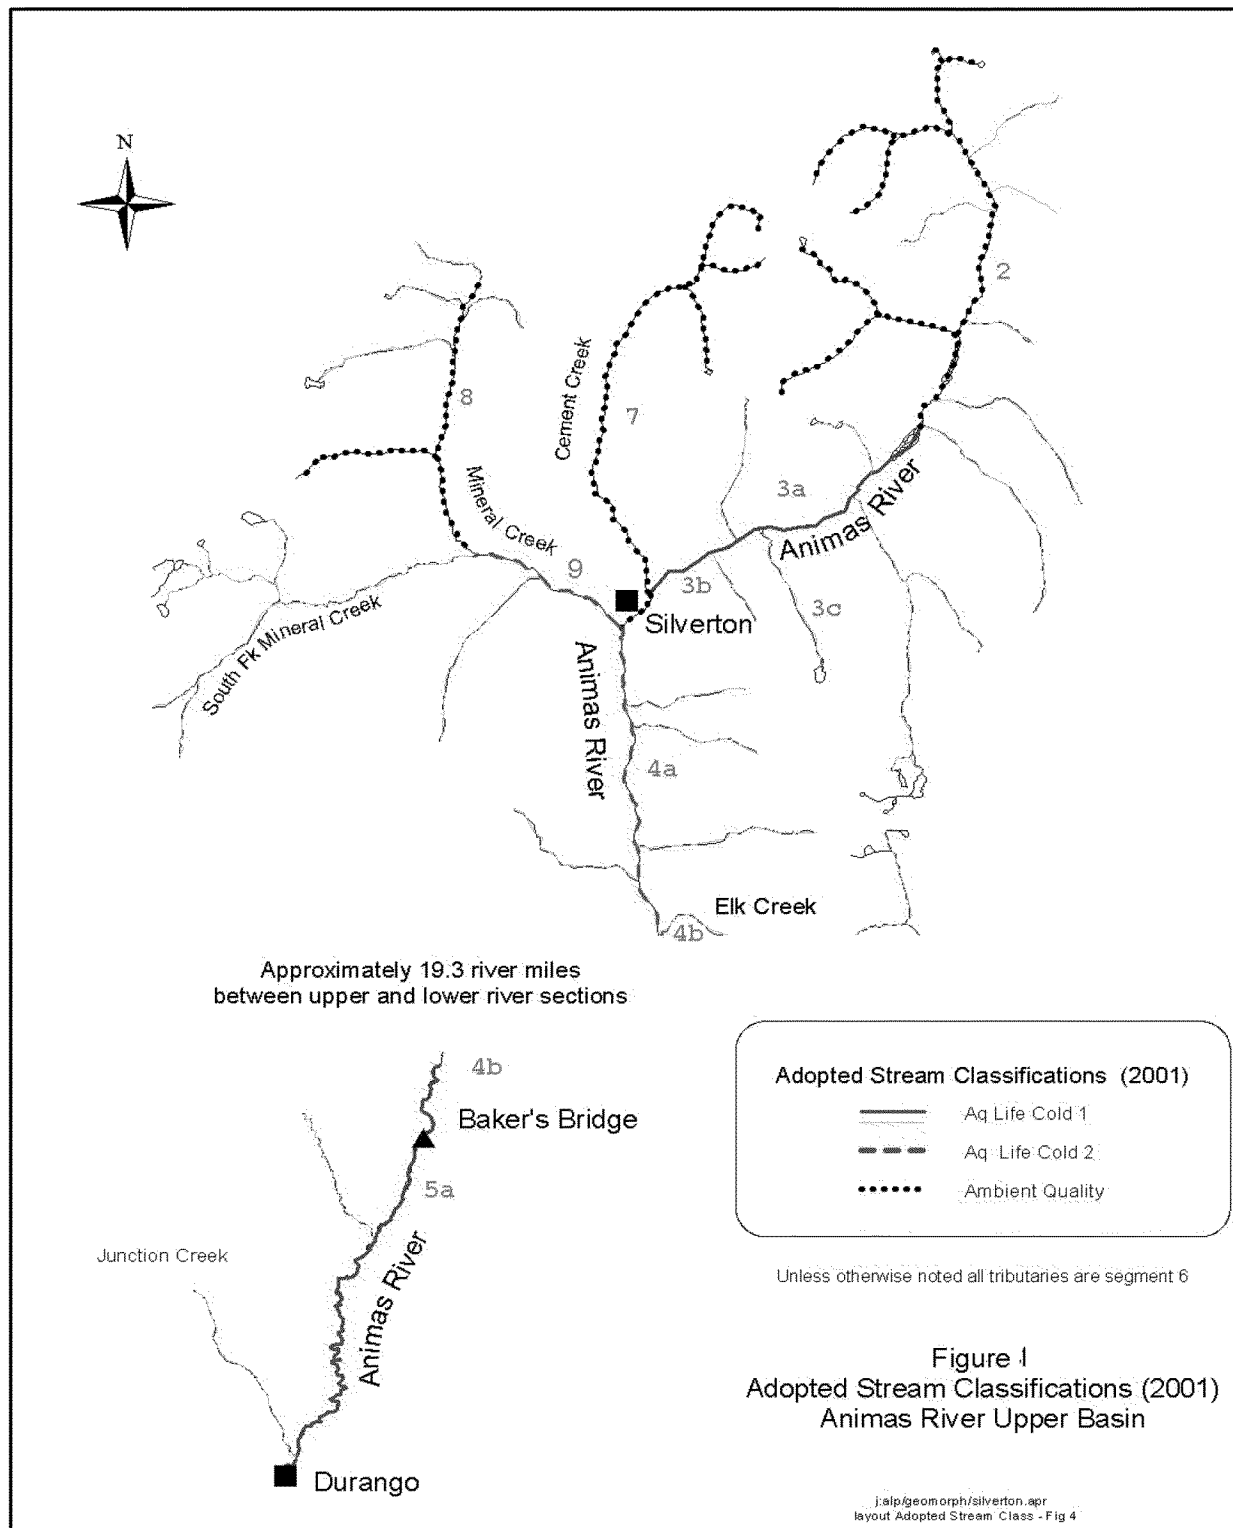 N
2
8
Cement Creek
7
Mineral Creek
3a
Animas River
9
3b
3c
Silverton
South Fk Mineral Creek
Animas River
4a
Elk Creek
4b
Approximately 19.3 river miles
between upper and lower river sections
4b
Baker's Bridge
5a
Junction Creek
Animas River
Durango
Adopted Stream Classifications (2001)
Aq Life Cold 1
Aq Life Cold 2
Ambient Quality
Unless otherwise noted all tributaries are segment 6
Figure 1
Adopted Stream Classifications (2001)
Animas River Upper Basin
j:alp/geomorph/silverton.apr
layout Adopted Stream Class - Fig 4